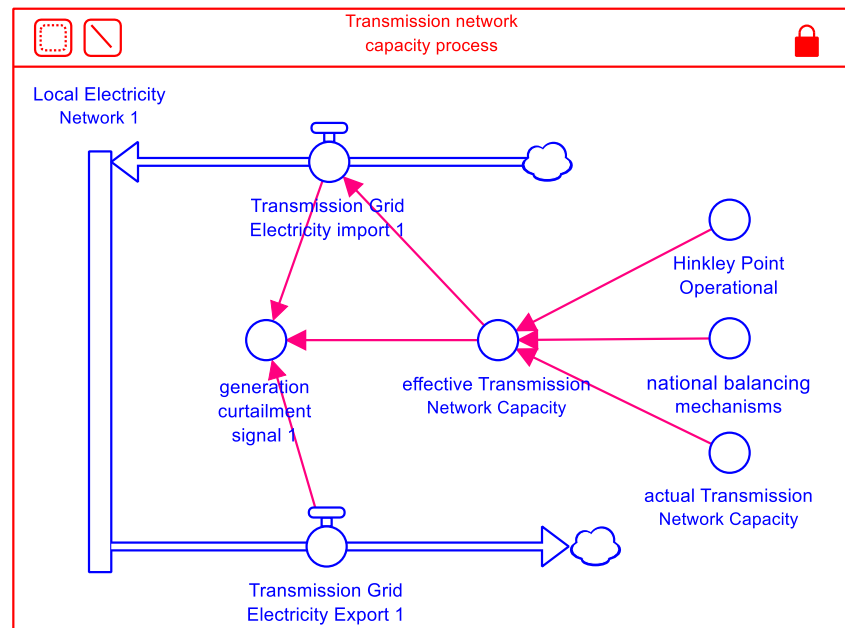 Transmission network
capacity process
Local Electricity
Network 1
Transmission Grid
Electricity import 1
Hinkley Point
Operational
generation
curtailment
signal 1
effective Transmission
Network Capacity
national balancing
mechanisms
actual Transmission
Network Capacity
Transmission Grid
Electricity Export 1